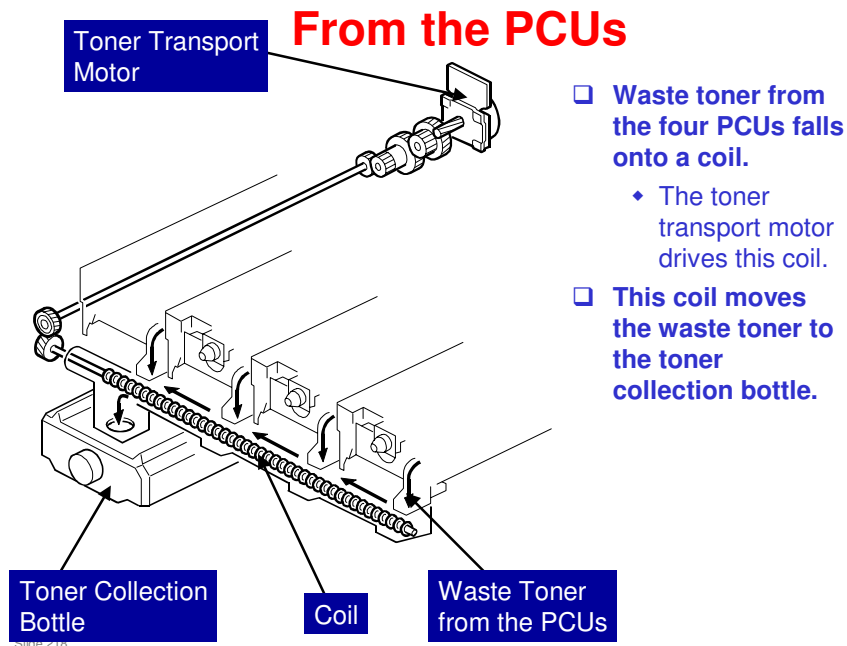 From the PCUs
Toner Transport
Motor
❑ Waste toner from
the four PCUs falls
onto a coil.
◆ The toner
transport motor
drives this coil.
❑ This coil moves
the waste toner to
the toner
collection bottle.
Toner Collection
Bottle
Coil
Waste Toner
from the PCUs
Slide 218